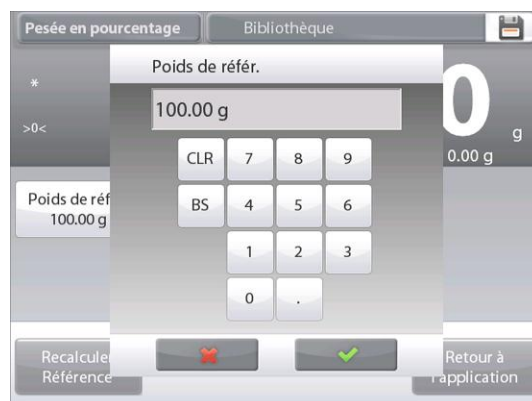 Pesée en pourcentage Bibliothèque
Poids de référ.
*
100.00 g
0
>0<
g
CLR 7 8 9
0.00 g
Poids de réf
100.00 g
BS 4 5 6
1 2 3
0 .
Recaculer
Référence
Retour à
l'application